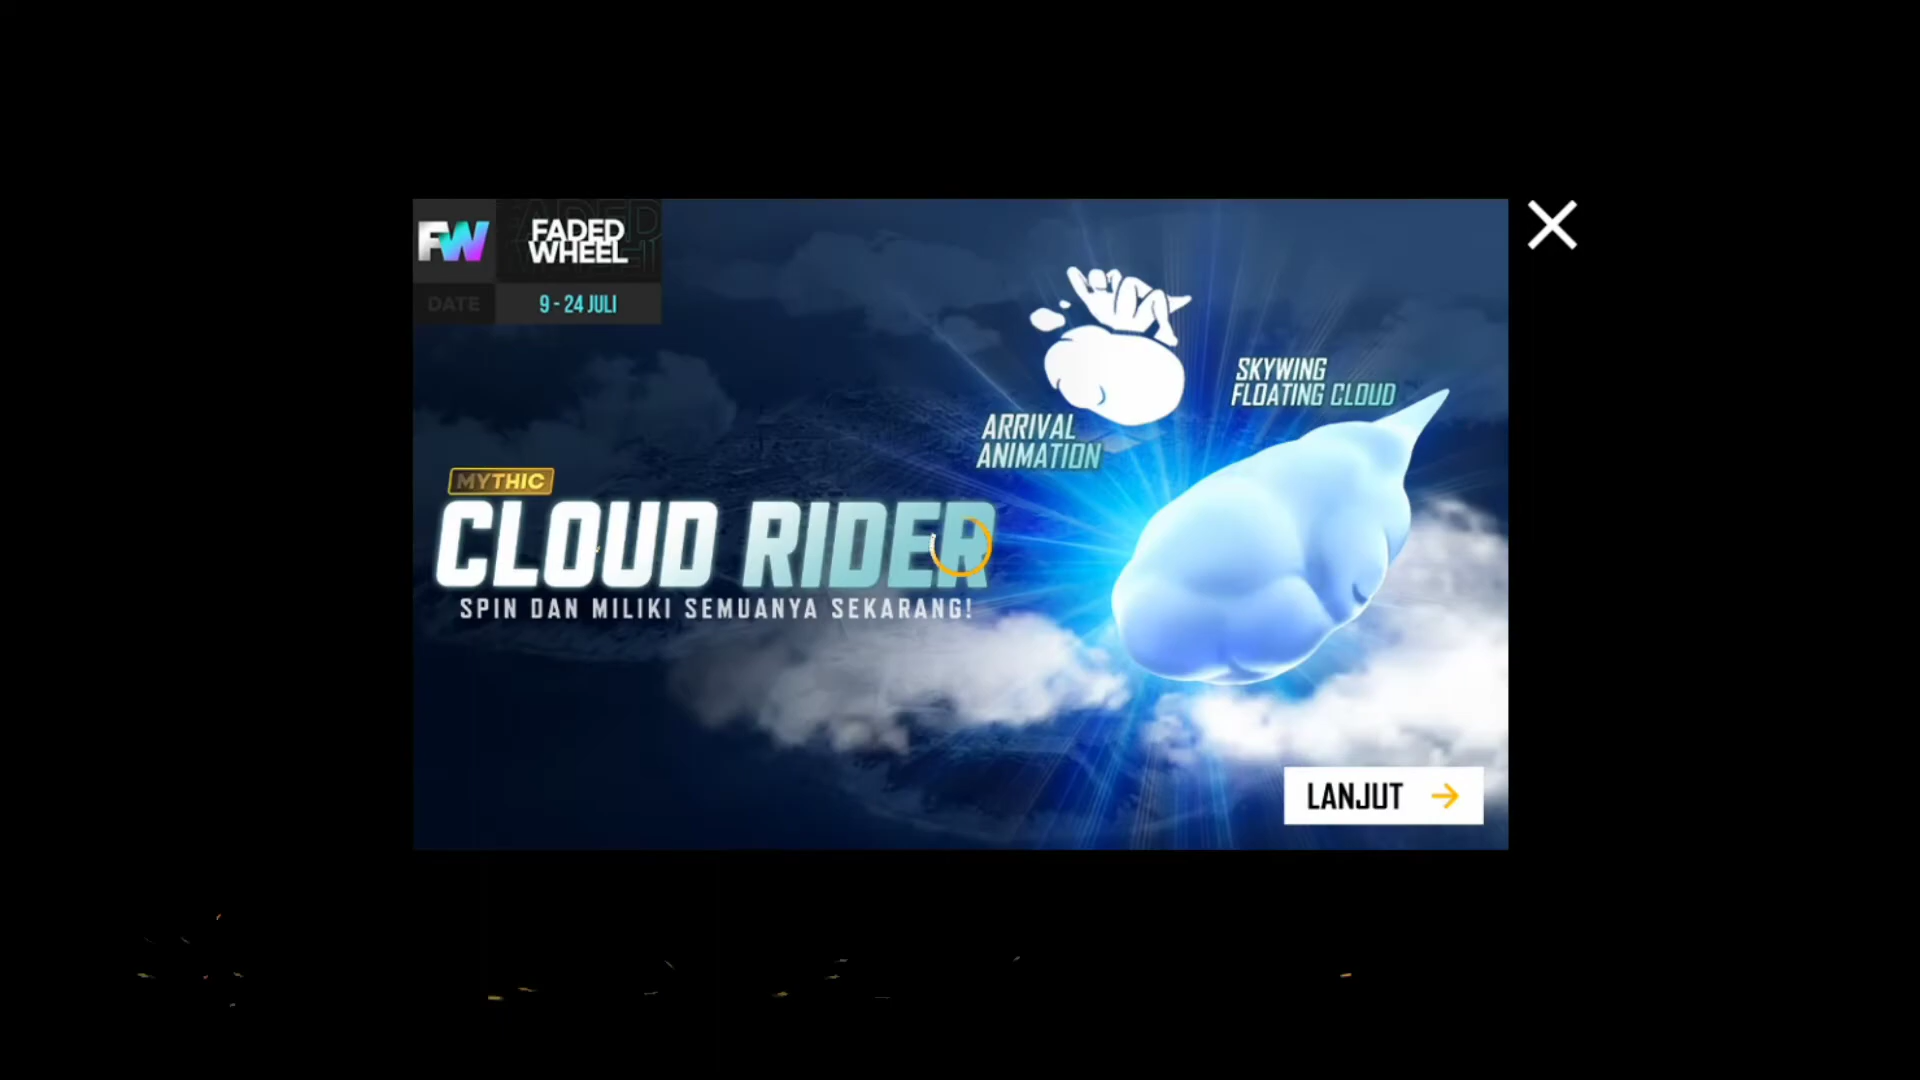 FW
FADED
WHEEL
DATE
9 - 24 JULI
SKYWING
FLOATING CLOUD
ARRIVAL
ANIMATION
MYTHIC
CLOUD RIDER
SPIN DAN MILIKI SEMUANYA SEKARANG!
LANJUT